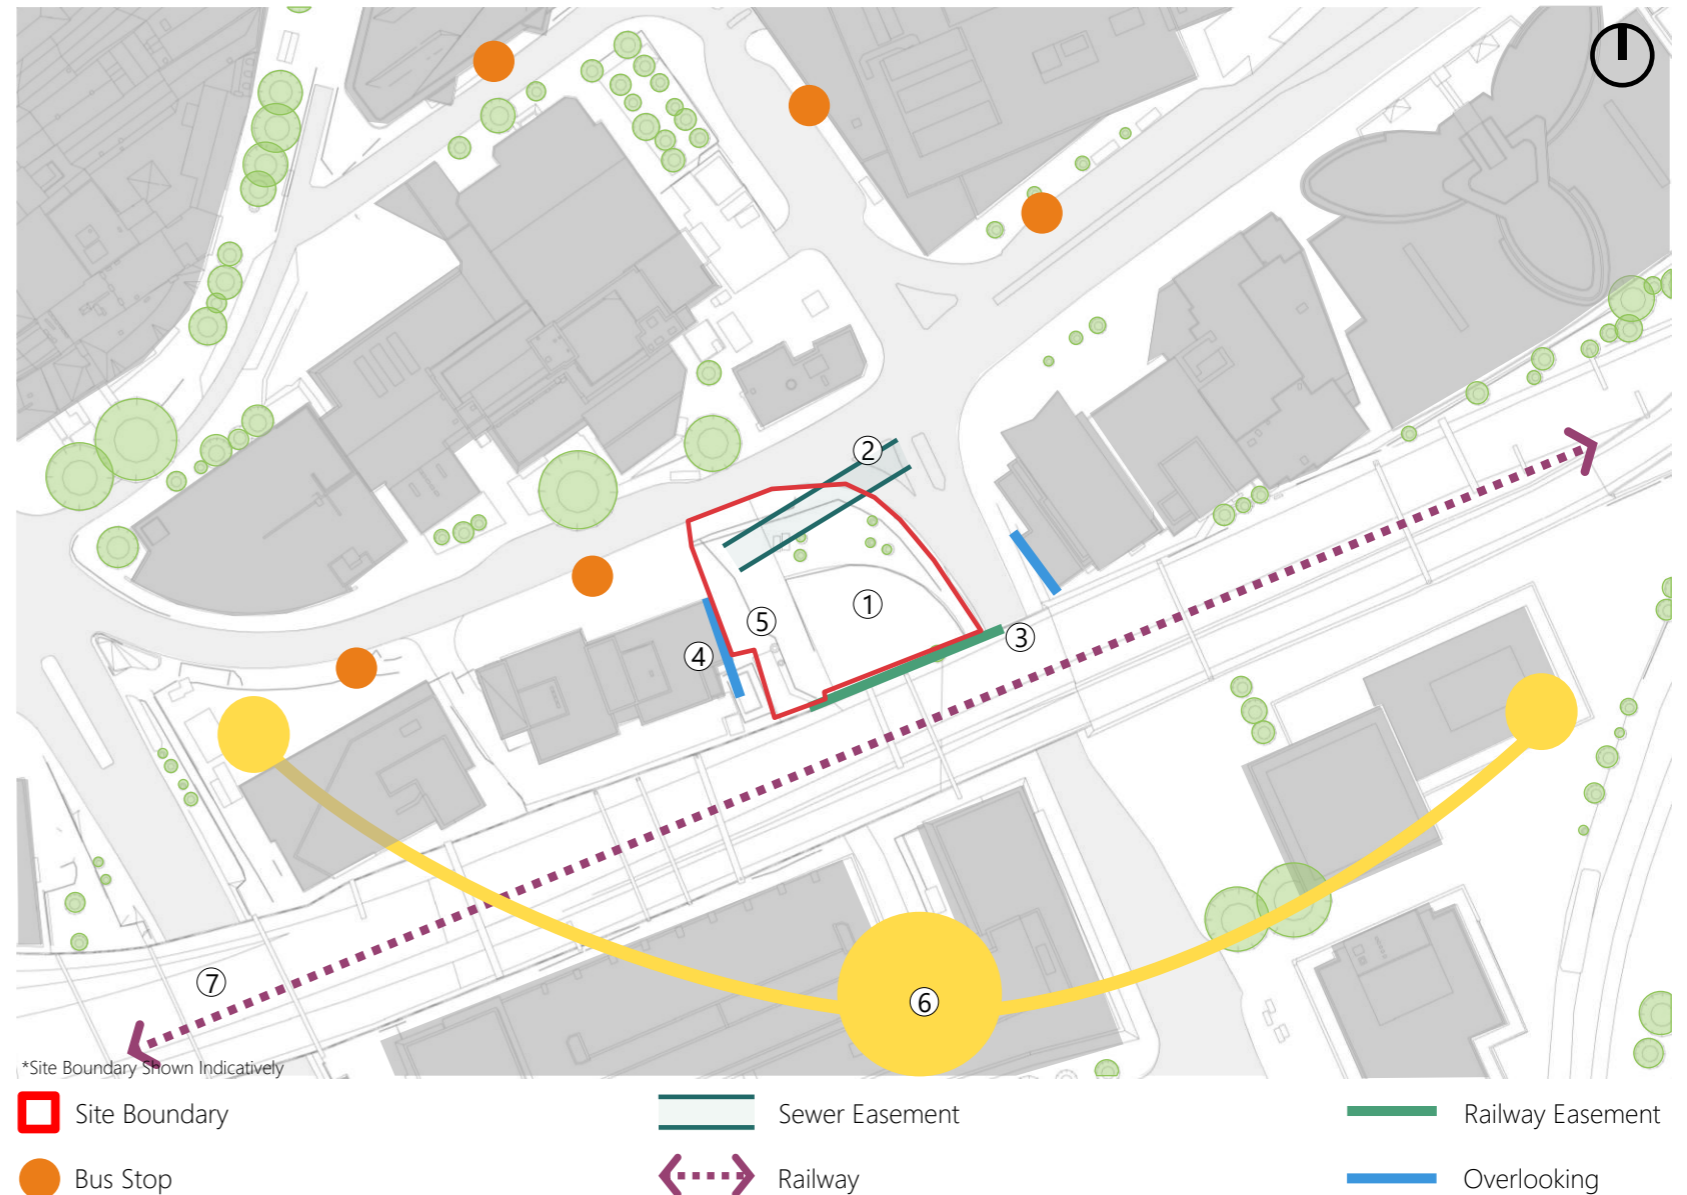 ②
①
③
⑤
④
⑦
⑥
*Site Boundary Shown Indicatively
Site Boundary
Sewer Easement
Railway Easement
Bus Stop
Railway
Overlooking